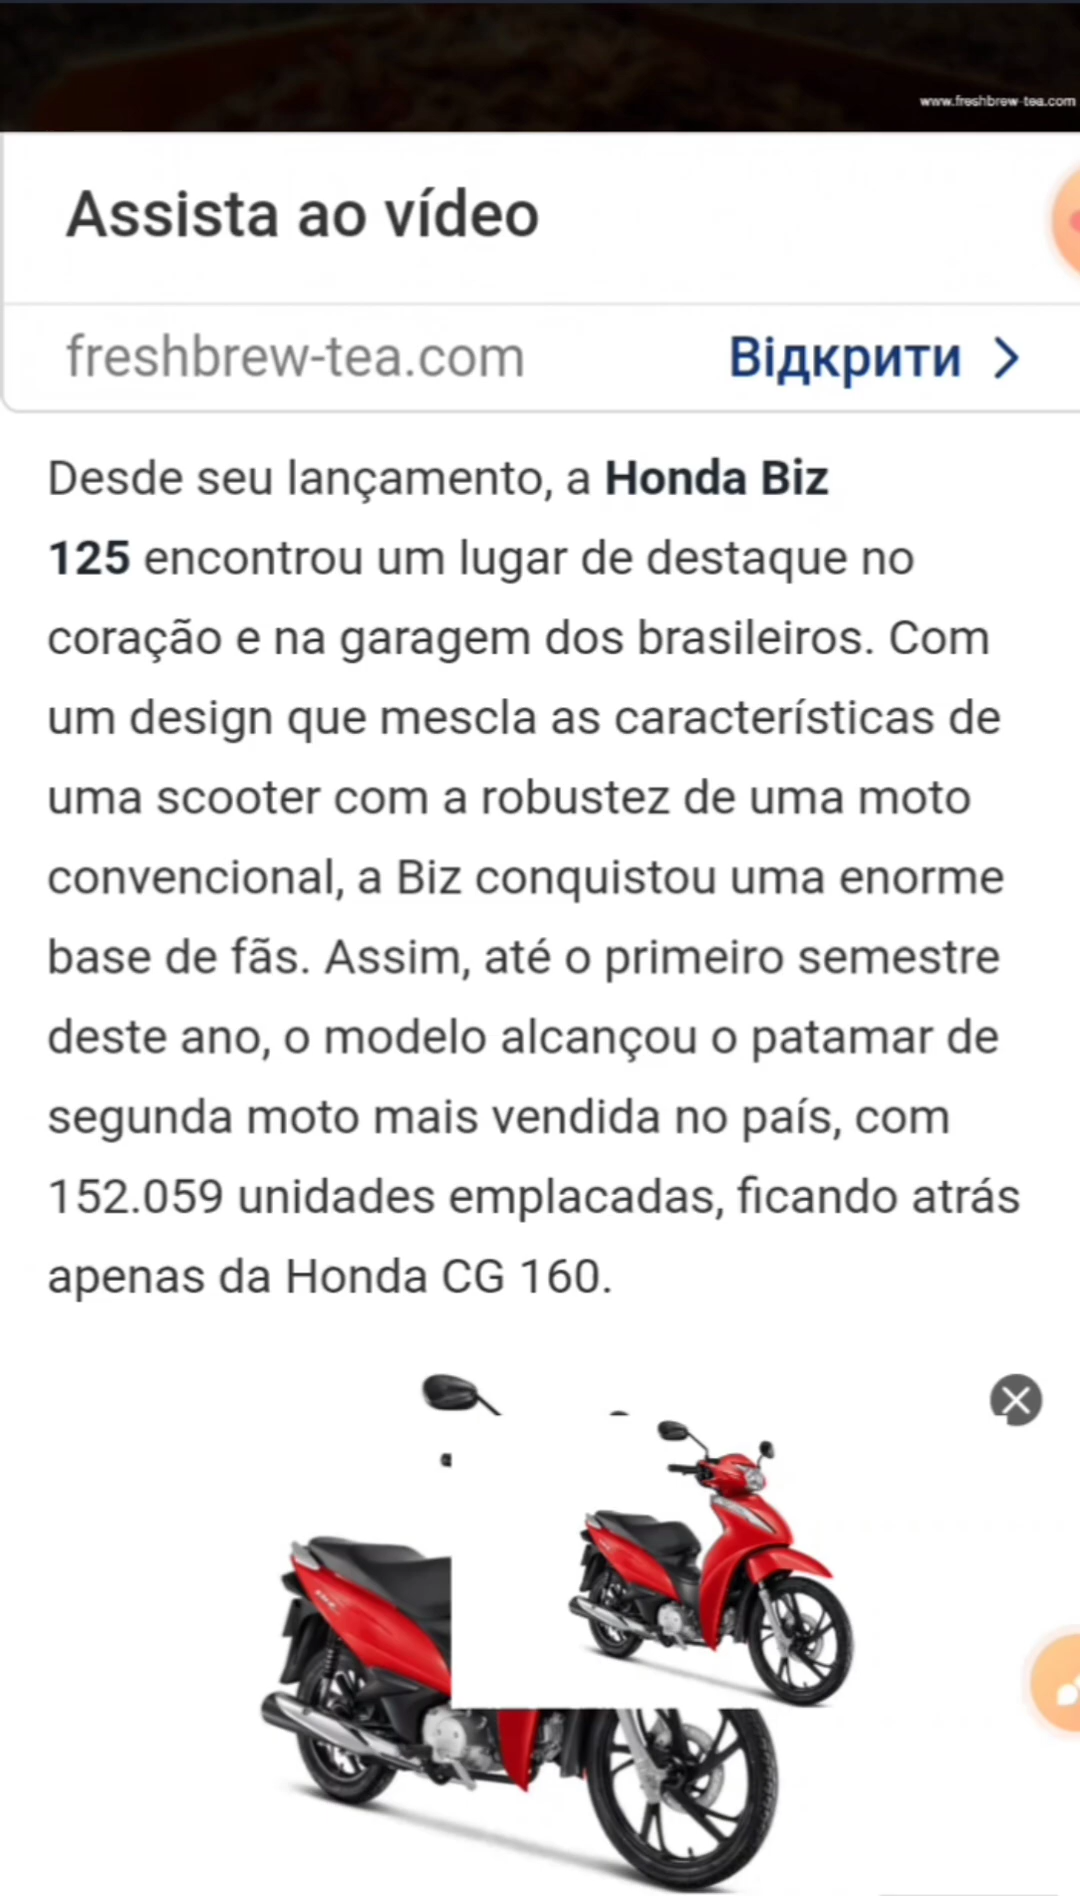 www.freshbrew-tea.com
Assista ao vídeo
freshbrew-tea.com
Відкрити
Desde seu lançamento, a Honda Biz
125 encontrou um lugar de destaque no
coração e na garagem dos brasileiros. Com
um design que mescla as características de
uma scooter com a robustez de uma moto
convencional, a Biz conquistou uma enorme
base de fãs. Assim, até o primeiro semestre
deste ano, o modelo alcançou o patamar de
segunda moto mais vendida no país, com
152.059 unidades emplacadas, ficando atrás
apenas da Honda CG 160.